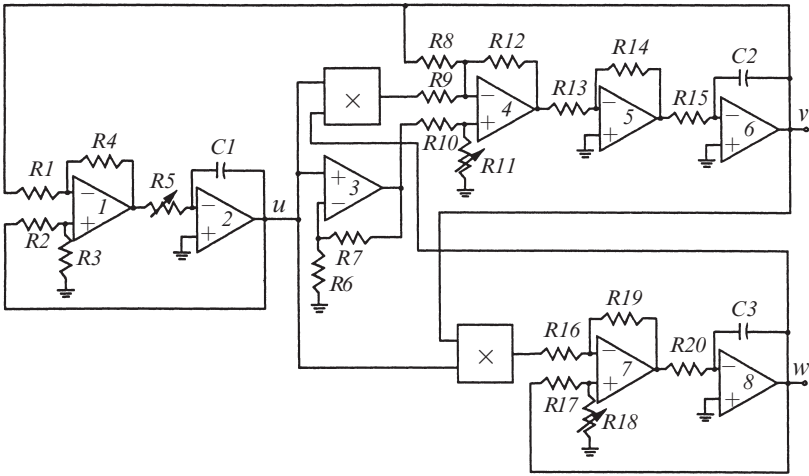 R8 R12 R14 C2
R9 R13 R15
× − + 4 − + 5 − + 6 v
R10 R11
R4 C1
R1 R5
− + 1 − + 2 u + − 3
R2 R3
R7
R6
R19 C3
R16 R20
× − + 7 − + 8 w
R17 R18